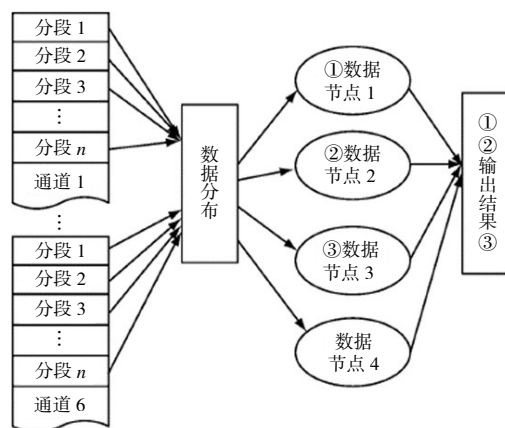 分段 1
分段 2
分段 3
⋮
分段 n
通道 1
⋮
分段 1
分段 2
分段 3
⋮
分段 n
通道 6
数据分布
①数据
节点 1
②数据
节点 2
③数据
节点 3
数据
节点 4
①②输出结果③